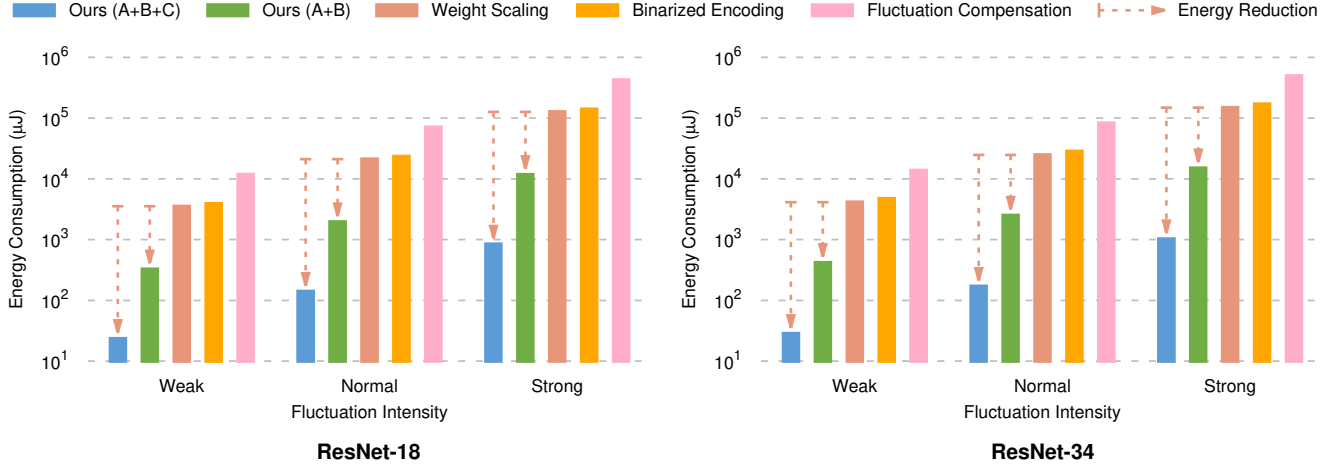 Ours (A+B+C) Ours (A+B) Weight Scaling Binarized Encoding Fluctuation Compensation Energy Reduction
Energy Consumption (μJ)
10^6
10^5
10^4
10^3
10^2
10^1
Weak Normal Strong
Fluctuation Intensity
ResNet-18
Energy Consumption (μJ)
10^6
10^5
10^4
10^3
10^2
10^1
Weak Normal Strong
Fluctuation Intensity
ResNet-34